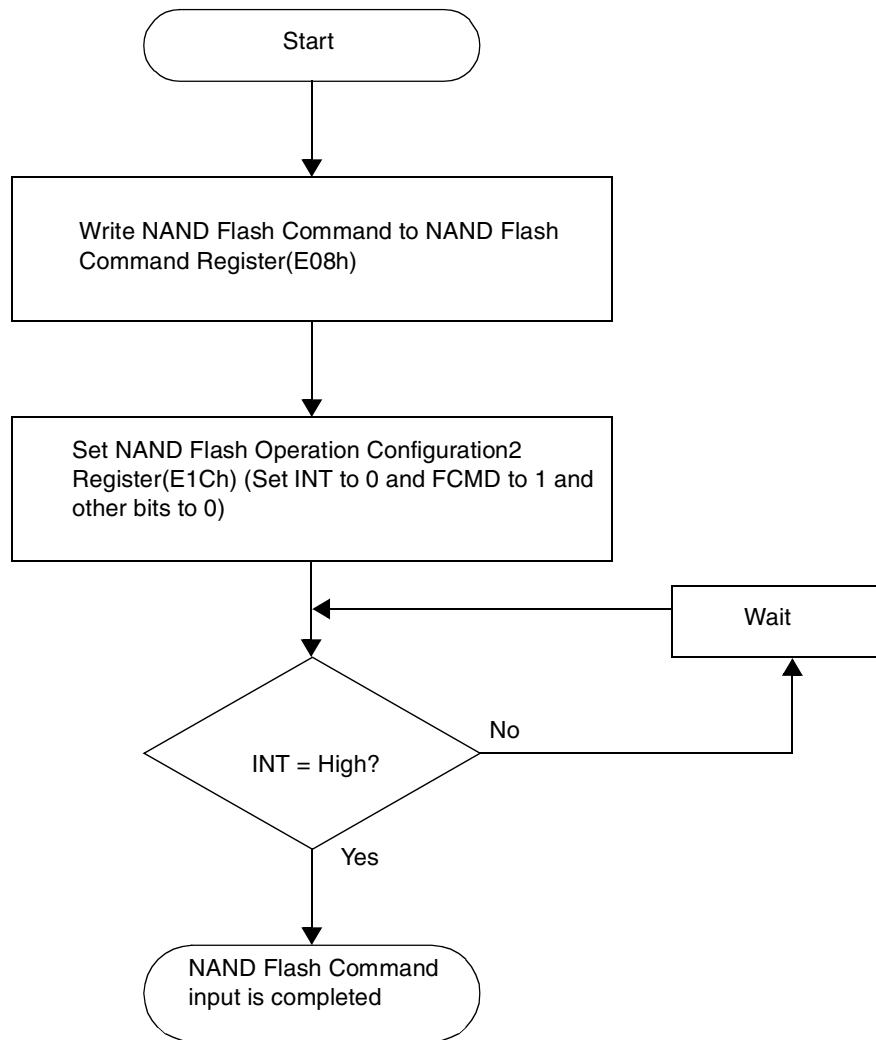 Start
Write NAND Flash Command to NAND Flash
Command Register(E08h)
Set NAND Flash Operation Configuration2
Register(E1Ch) (Set INT to 0 and FCMD to 1 and
other bits to 0)
Wait
No
INT = High?
Yes
NAND Flash Command
input is completed